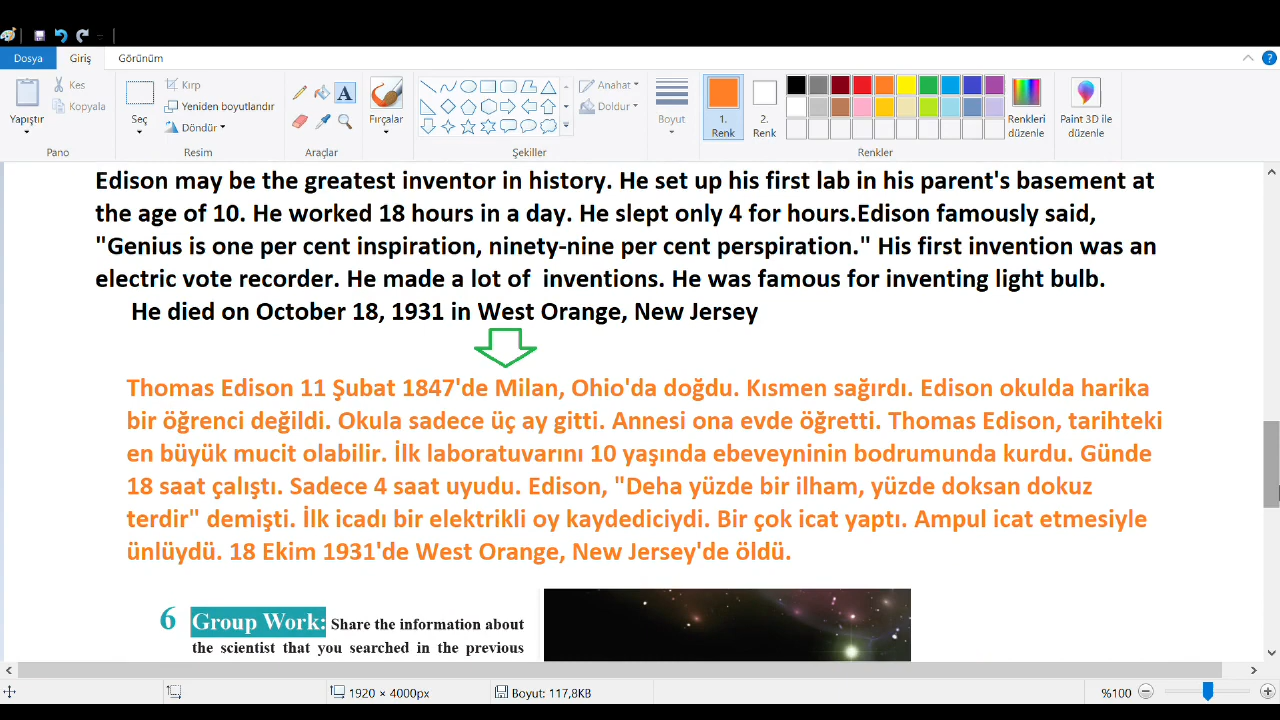 Dosya Giriş Görünüm
Yapıştır
Kes
Kopyala
Pano
Seç
Kırp
Yeniden boyutlandır
Döndür
Resim
A
Araçlar
Fırçalar
Şekiller
Anahat
Doldur
Boyut
1. Renk
2. Renk
Renkler
Renkleri düzenle
Paint 3D ile düzenle
Edison may be the greatest inventor in history. He set up his first lab in his parent's basement at
the age of 10. He worked 18 hours in a day. He slept only 4 for hours.Edison famously said,
"Genius is one per cent inspiration, ninety-nine per cent perspiration." His first invention was an
electric vote recorder. He made a lot of  inventions. He was famous for inventing light bulb.
He died on October 18, 1931 in West Orange, New Jersey
Thomas Edison 11 Şubat 1847'de Milan, Ohio'da doğdu. Kısmen sağırdı. Edison okulda harika
bir öğrenci değildi. Okula sadece üç ay gitti. Annesi ona evde öğretti. Thomas Edison, tarihteki
en büyük mucit olabilir. İlk laboratuvarını 10 yaşında ebeveyninin bodrumunda kurdu. Günde
18 saat çalıştı. Sadece 4 saat uyudu. Edison, "Deha yüzde bir ilham, yüzde doksan dokuz
terdir" demişti. İlk icadı bir elektrikli oy kaydediciydi. Bir çok icat yaptı. Ampul icat etmesiyle
ünlüydü. 18 Ekim 1931'de West Orange, New Jersey'de öldü.
6 Group Work: Share the information about
the scientist that you searched in the previous
1920 × 4000px
Boyut: 117,8KB
%100